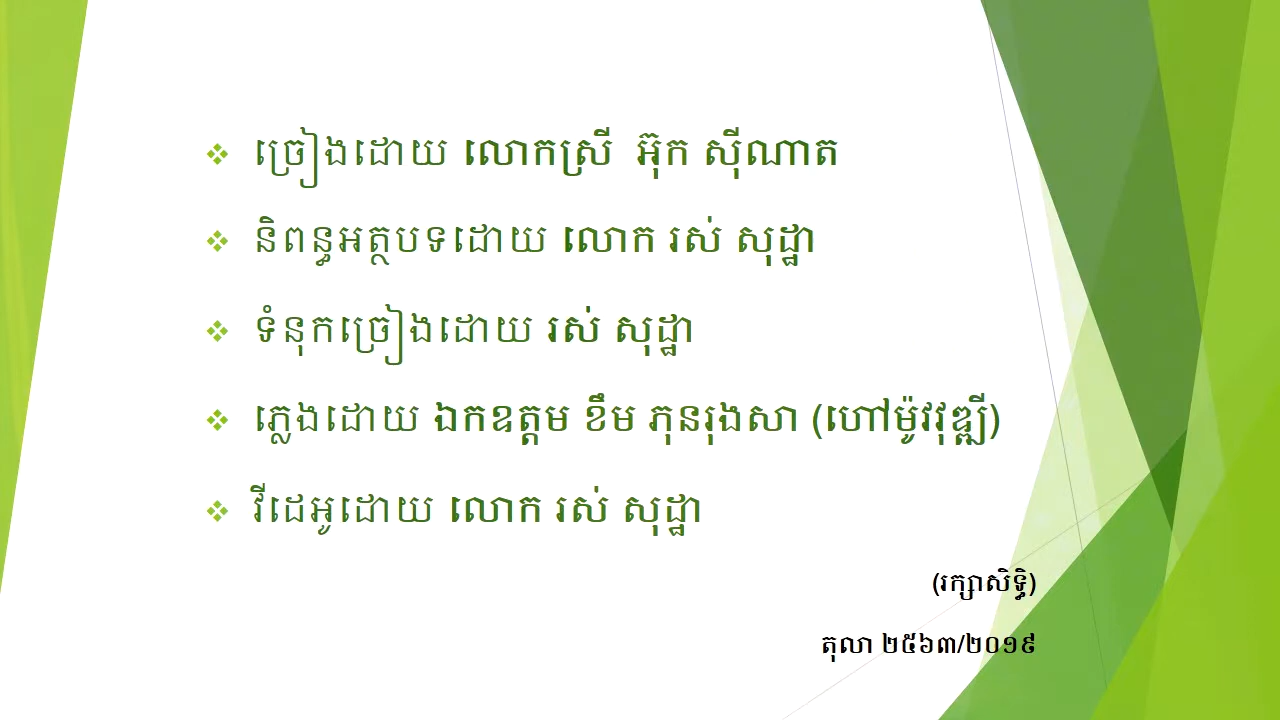 ច្រៀងដោយ លោកស្រី អ៊ុក ស៊ីណាត
និពន្ធអត្ថបទដោយ លោក រស់ សុដ្ឋា
ទំនុកច្រៀងដោយ រស់ សុដ្ឋា
ភ្លេងដោយ ឯកឧត្តម ខឹម ភុនរុងសា (ហៅម៉ូវវុឌ្ឍី)
វីដេអូដោយ លោក រស់ សុដ្ឋា
(រក្សាសិទ្ធិ)
តុលា ២៥៦៣/២០១៩